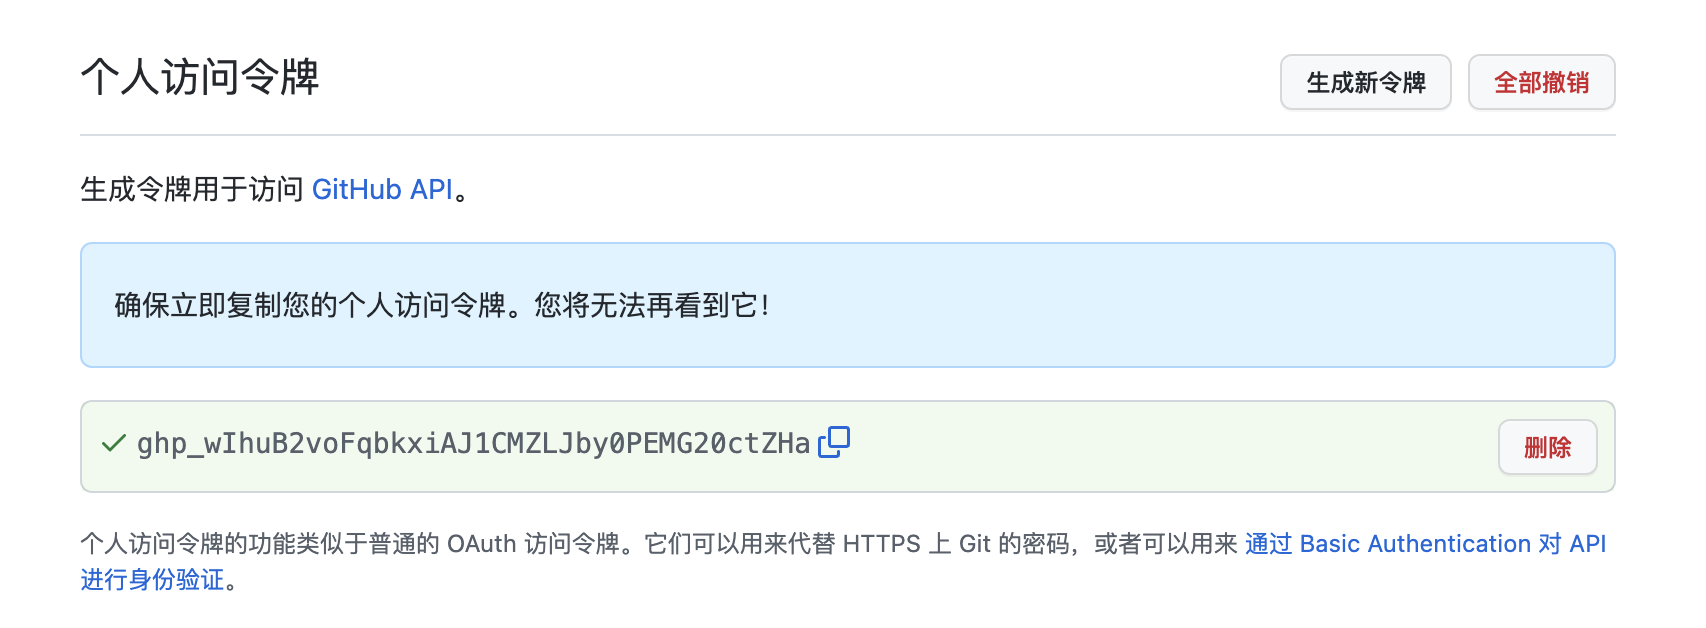 个人访问令牌
生成新令牌
全部撤销
生成令牌用于访问 GitHub API。
确保立即复制您的个人访问令牌。您将无法再看到它！
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
删除
个人访问令牌的功能类似于普通的 OAuth 访问令牌。它们可以用来代替 HTTPS 上 Git 的密码，或者可以用来 通过 Basic Authentication 对 API
进行身份验证。